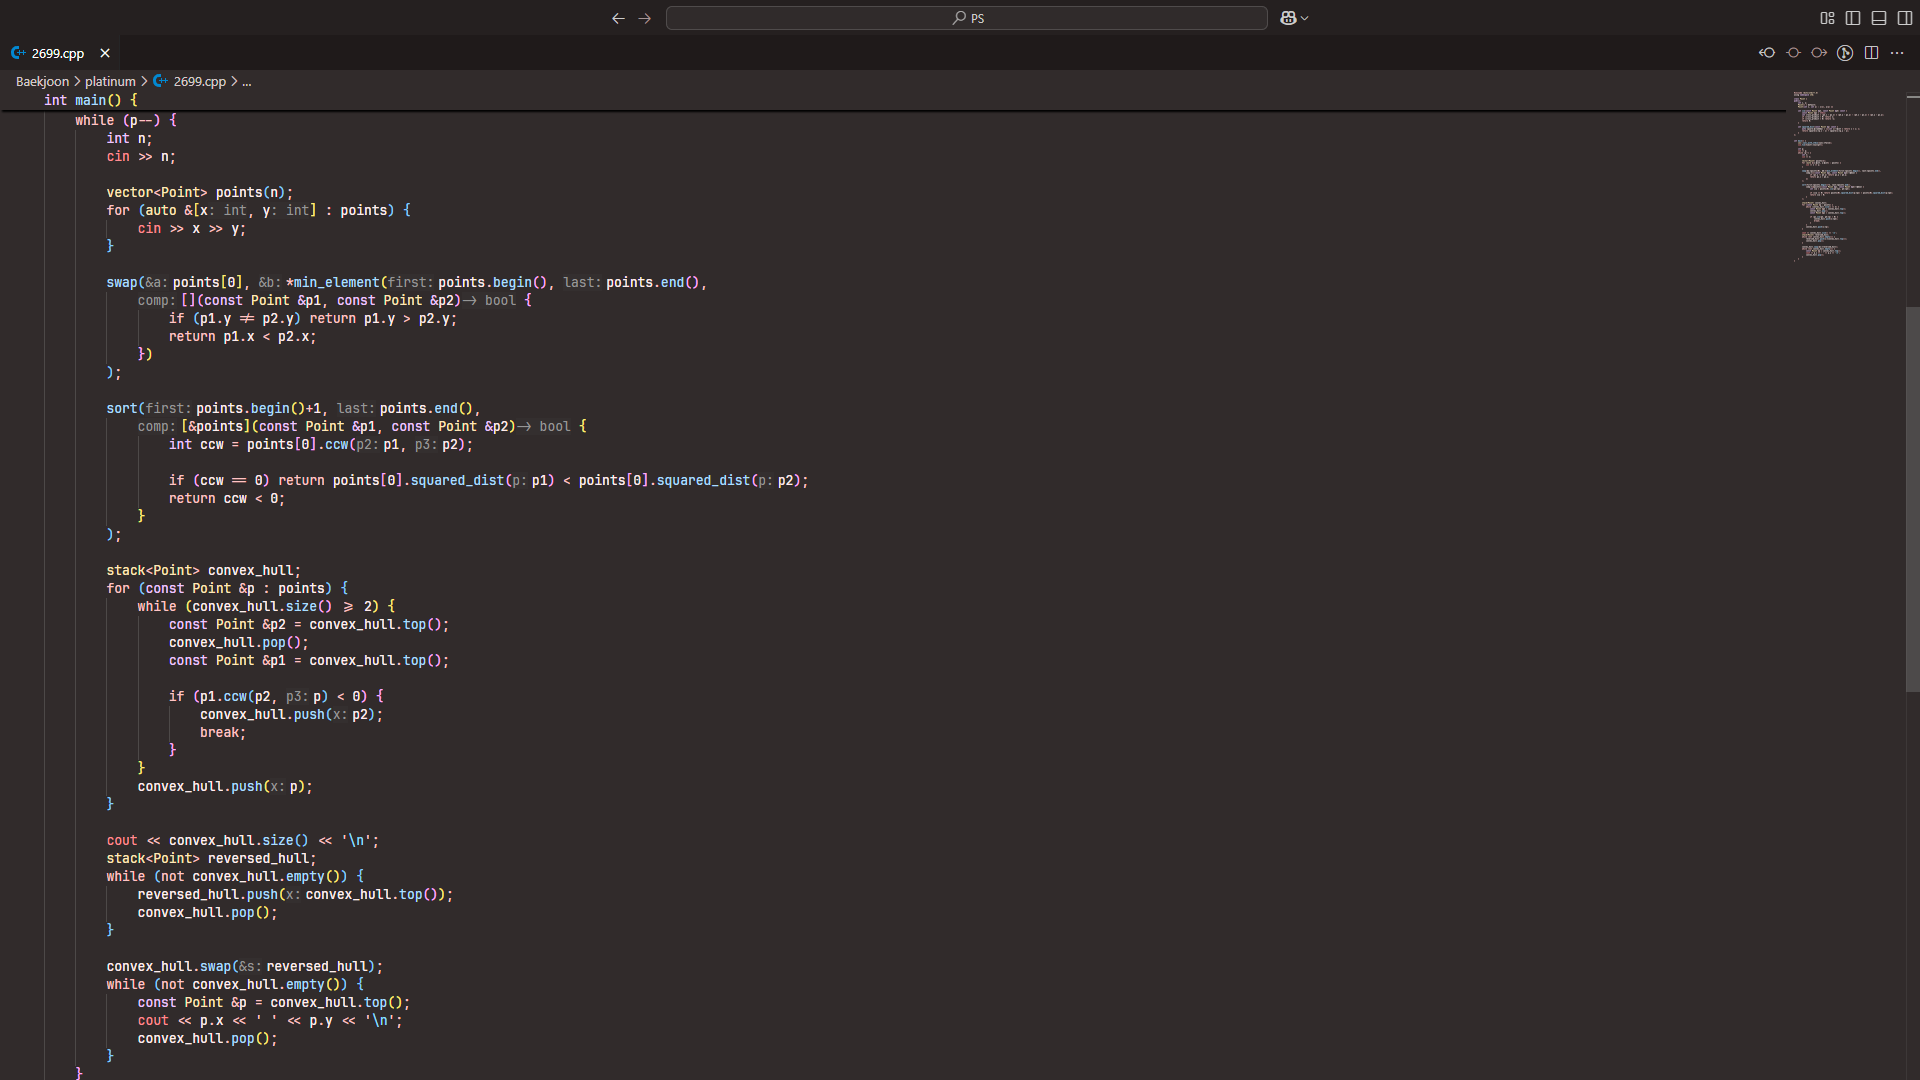 PS
2699.cpp
Baekjoon > platinum > 2699.cpp > ...
int main() {
while (p--) {
int n;
cin >> n;
vector<Point> points(n);
for (auto &[x: int, y: int] : points) {
cin >> x >> y;
}
swap(&a: points[0], &b: *min_element(first: points.begin(), last: points.end(),
comp: [](const Point &p1, const Point &p2)-> bool {
if (p1.y != p2.y) return p1.y > p2.y;
return p1.x < p2.x;
})
);
sort(first: points.begin()+1, last: points.end(),
comp: [&points](const Point &p1, const Point &p2)-> bool {
int ccw = points[0].ccw(p2: p1, p3: p2);
if (ccw == 0) return points[0].squared_dist(p: p1) < points[0].squared_dist(p: p2);
return ccw < 0;
}
);
stack<Point> convex_hull;
for (const Point &p : points) {
while (convex_hull.size() >= 2) {
const Point &p2 = convex_hull.top();
convex_hull.pop();
const Point &p1 = convex_hull.top();
if (p1.ccw(p2, p3: p) < 0) {
convex_hull.push(x: p2);
break;
}
}
convex_hull.push(x: p);
}
cout << convex_hull.size() << '\n';
stack<Point> reversed_hull;
while (not convex_hull.empty()) {
reversed_hull.push(x: convex_hull.top());
convex_hull.pop();
}
convex_hull.swap(&s: reversed_hull);
while (not convex_hull.empty()) {
const Point &p = convex_hull.top();
cout << p.x << ' ' << p.y << '\n';
convex_hull.pop();
}
}